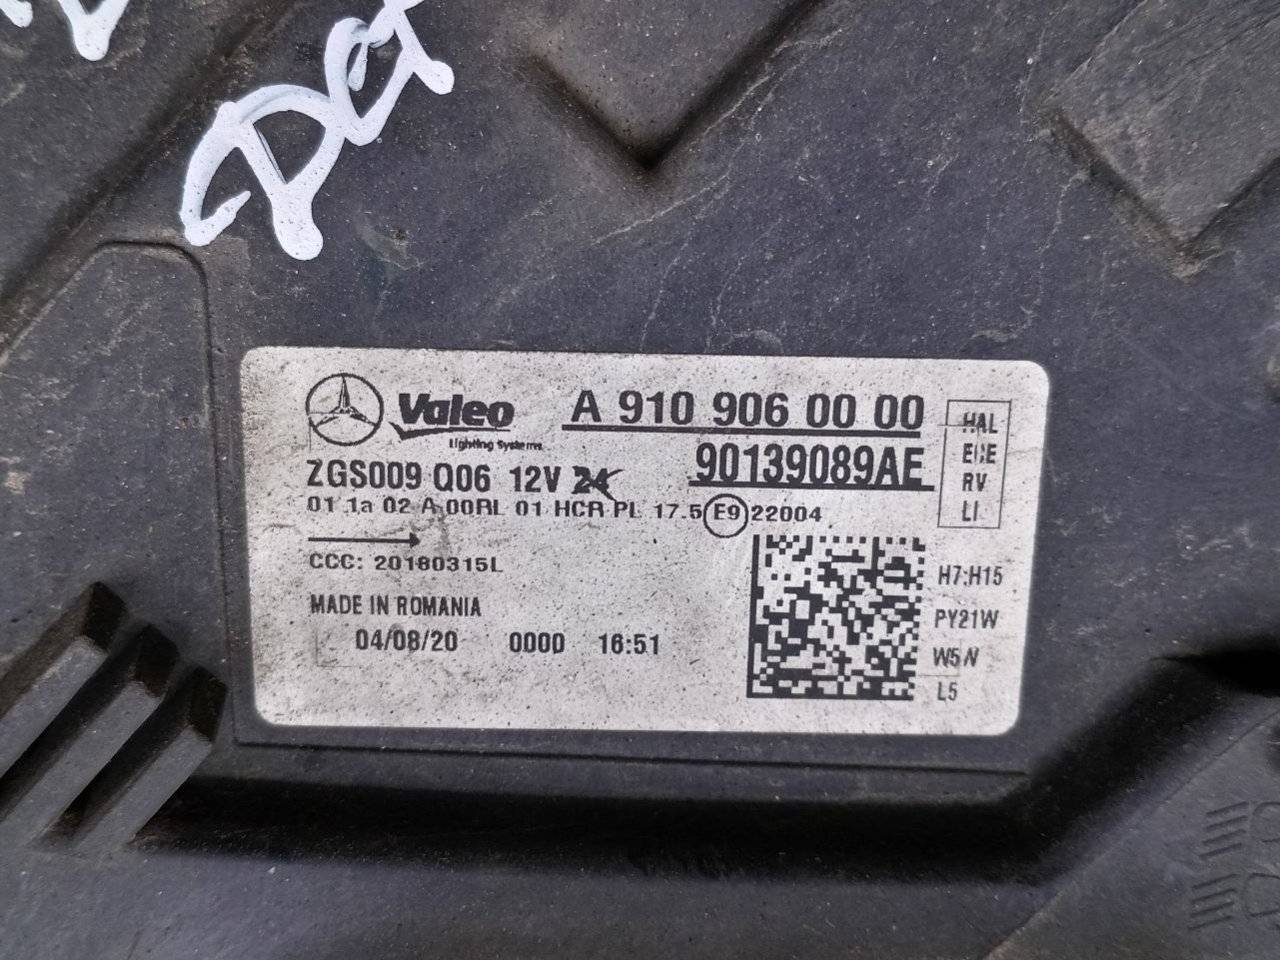 Valeo A 910 906 00 00
Lighting Systems
90139089AE
ZGS009 Q06 12V 24
01 1a 02 A 00RL 01 HCR PL 17.5 E9 22004
CCC: 20180315L
MADE IN ROMANIA
04/08/20 0000 16:51
HAL
ECE
RV
LI
H7;H15
PY21W
W5W
L5